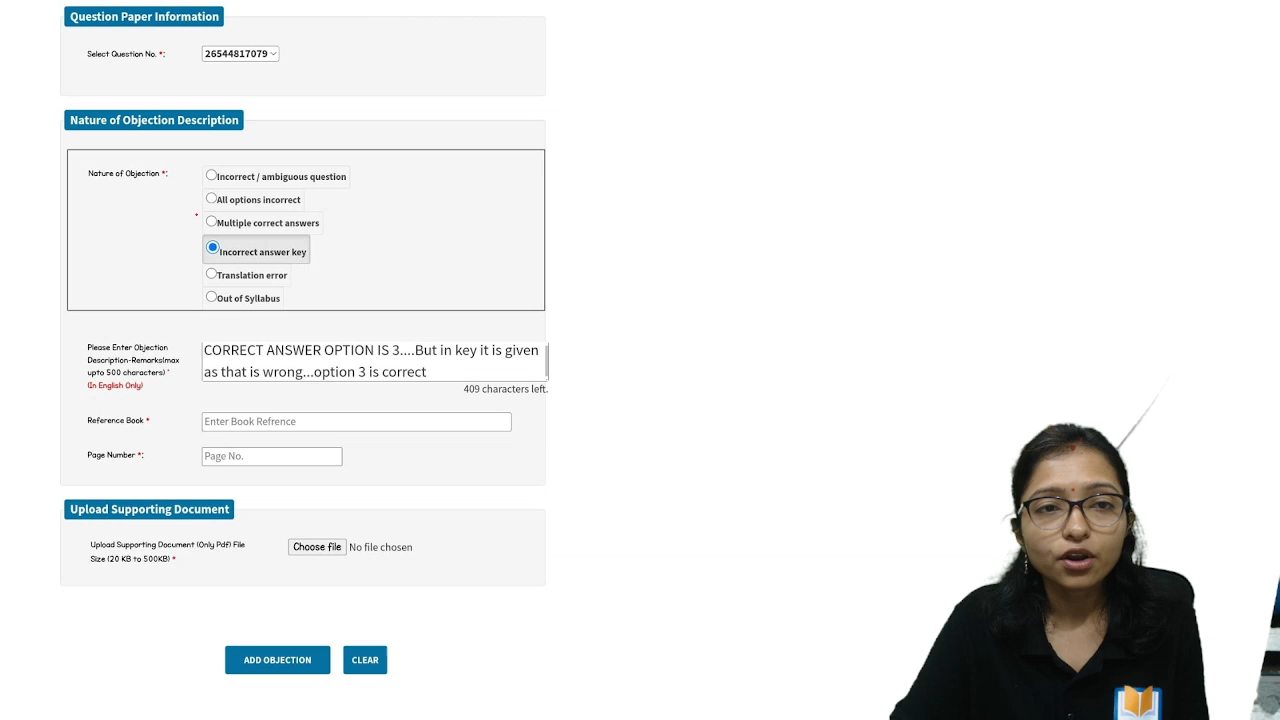 Question Paper Information
Select Question No. *:
26544817079
Nature of Objection Description
Nature of Objection *:
Incorrect / ambiguous question
All options incorrect
*
Multiple correct answers
Incorrect answer key
Translation error
Out of Syllabus
Please Enter Objection
Description-Remarks(max
upto 500 characters) *
(In English Only)
CORRECT ANSWER OPTION IS 3....But in key it is given
as that is wrong...option 3 is correct
409 characters left.
Reference Book *
Enter Book Refrence
Page Number *:
Page No.
Upload Supporting Document
Upload Supporting Document (Only Pdf) File
Size (20 KB to 500KB) *
Choose file No file chosen
ADD OBJECTION
CLEAR